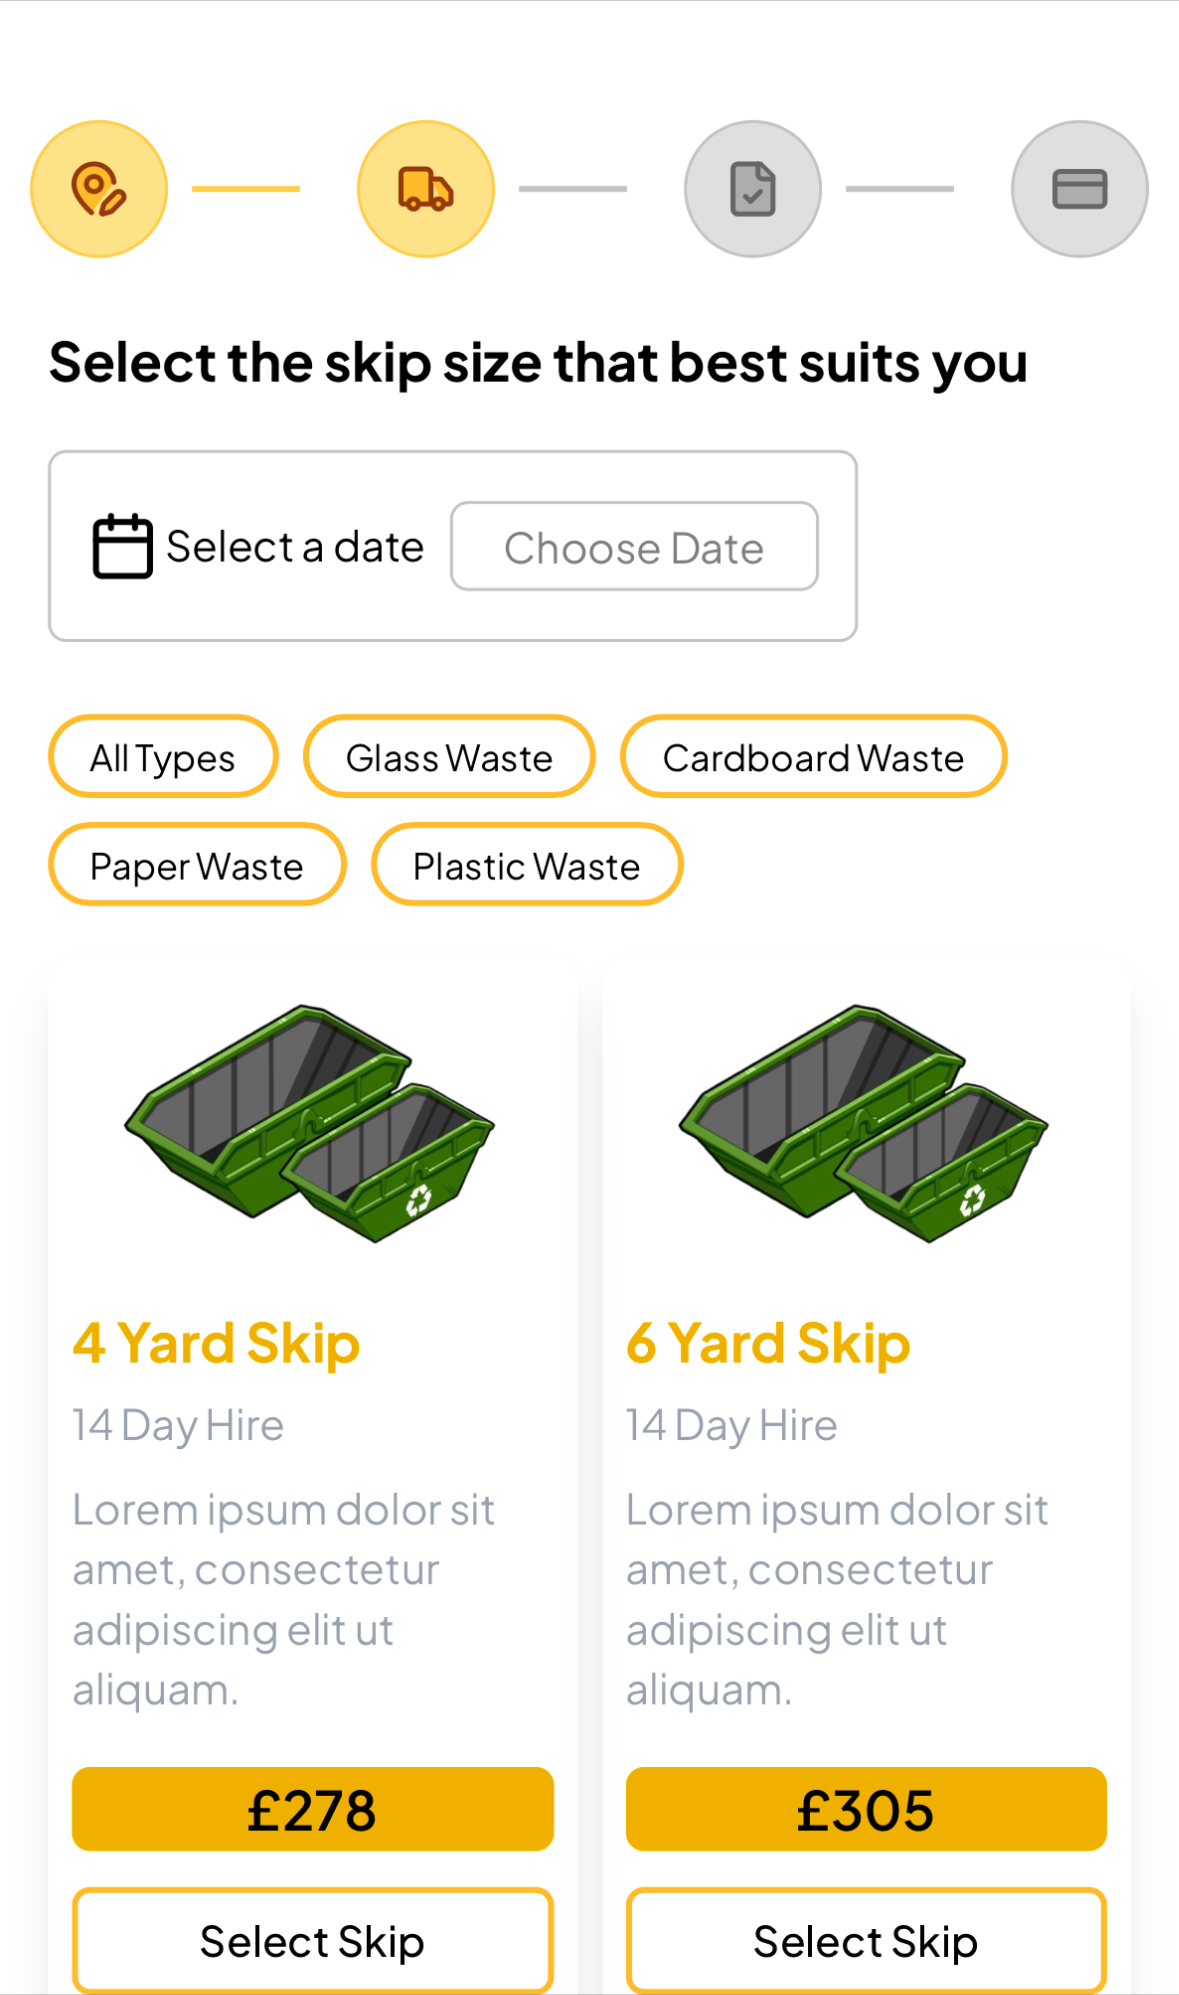 Select the skip size that best suits you
Select a date
Choose Date
All Types
Glass Waste
Cardboard Waste
Paper Waste
Plastic Waste
4 Yard Skip
14 Day Hire
Lorem ipsum dolor sit
amet, consectetur
adipiscing elit ut
aliquam.
£278
Select Skip
6 Yard Skip
14 Day Hire
Lorem ipsum dolor sit
amet, consectetur
adipiscing elit ut
aliquam.
£305
Select Skip